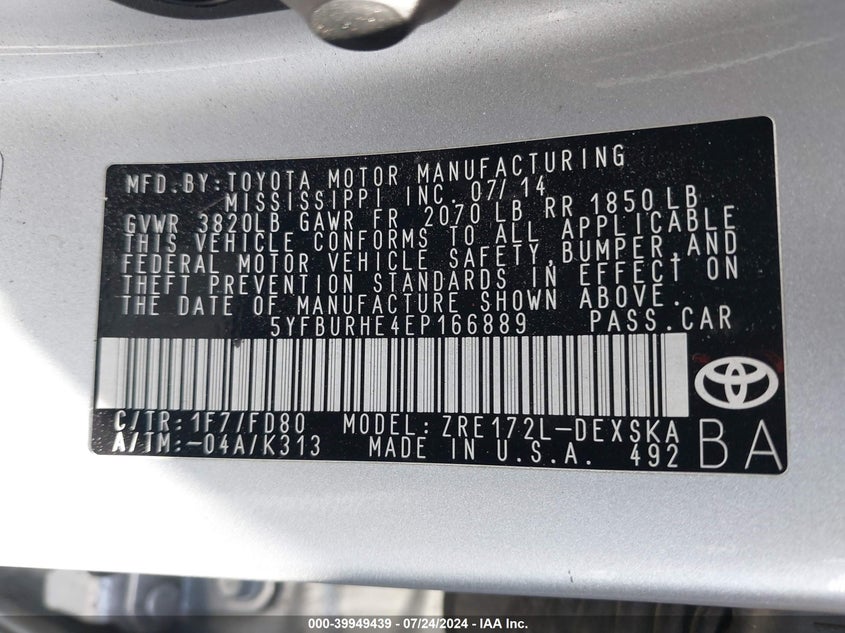 MFD.BY:TOYOTA MOTOR MANUFACTURING
MISSISSIPPI INC. 07/14
GVWR 3820LB GAWR FR 2070LB RR 1850LB
THIS VEHICLE CONFORMS TO ALL APPLICABLE
FEDERAL MOTOR VEHICLE SAFETY,BUMPER,AND
THEFT PREVENTION STANDARDS IN EFFECT ON
THE DATE OF MANUFACTURE SHOWN ABOVE.
5YFBURHE4EP166889 PASS.CAR
C/TR:1F7/FD80 MODEL:ZRE172L-DEXSKA
A/TM:-04A/K313 MADE IN U.S.A. 492 BA
000-39949439 / 07/24/2024 - IAA Inc.